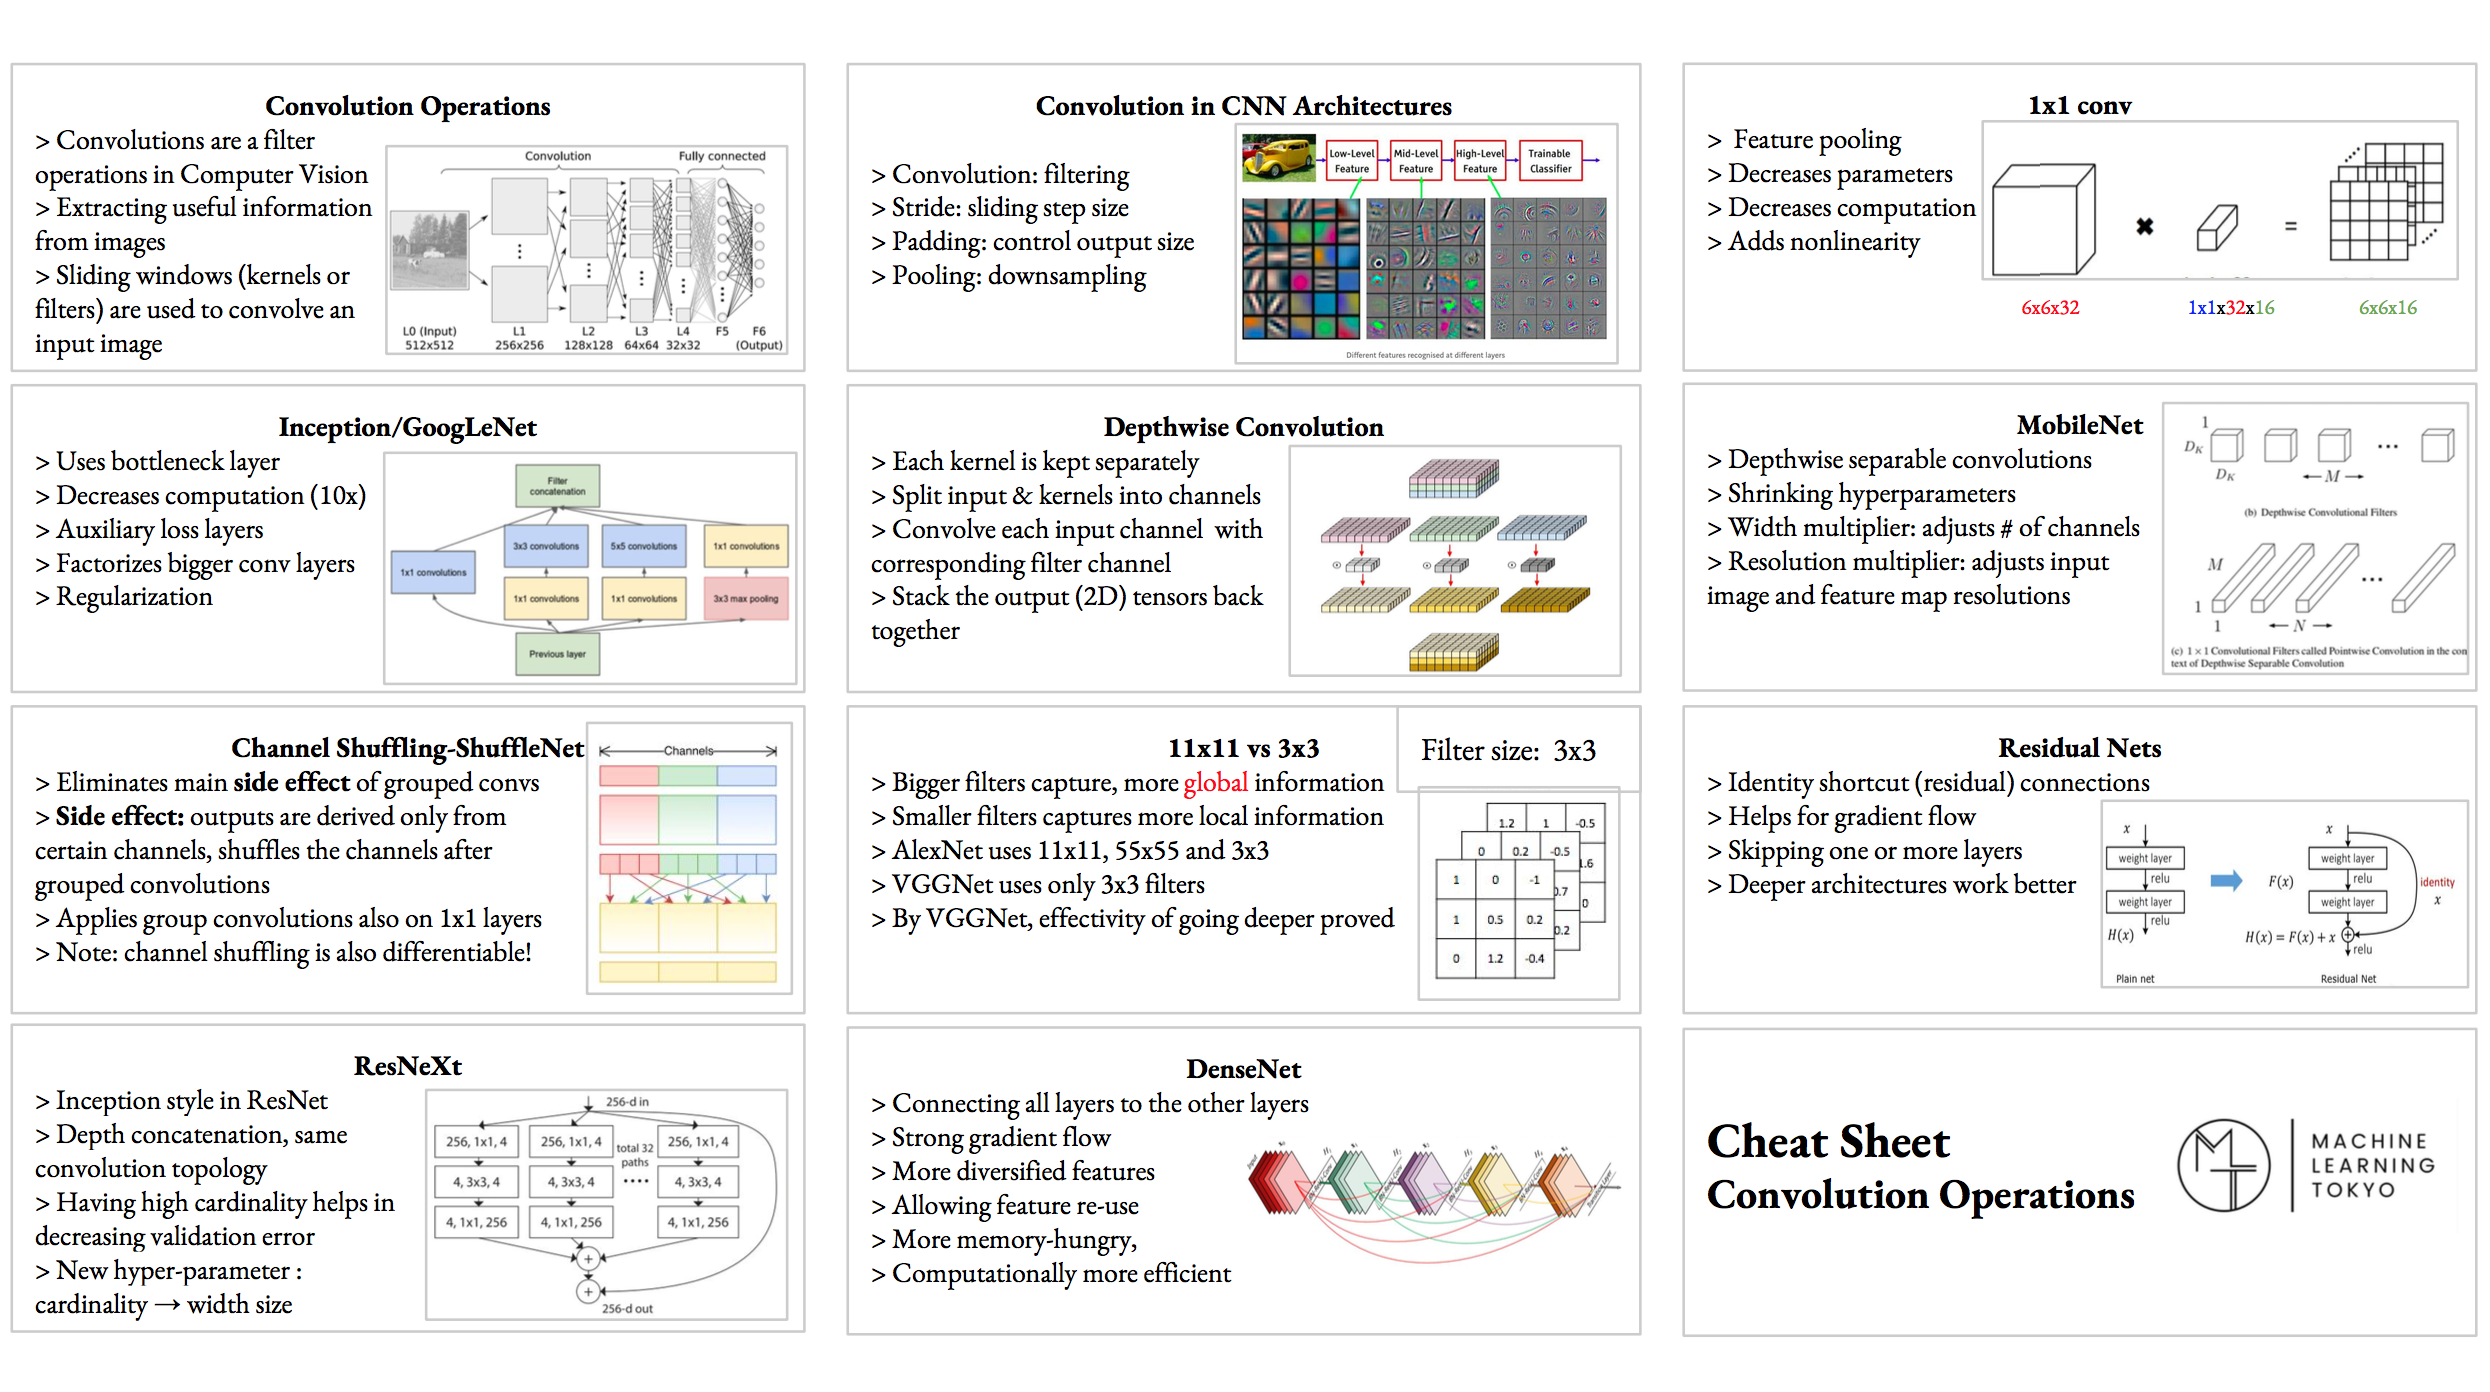 Convolution Operations
> Convolutions are a filter
operations in Computer Vision
> Extracting useful information
from images
> Sliding windows (kernels or
filters) are used to convolve an
input image
Convolution
Fully connected
L0 (Input)
512x512
L1
256x256
L2
128x128
L3
64x64
L4
32x32
F5
F6
(Output)
Convolution in CNN Architectures
> Convolution: filtering
> Stride: sliding step size
> Padding: control output size
> Pooling: downsampling
Low-Level
Feature
Mid-Level
Feature
High-Level
Feature
Trainable
Classifier
Different features recognised at different layers
1x1 conv
> Feature pooling
> Decreases parameters
> Decreases computation
> Adds nonlinearity
=
6x6x32
1x1x32x16
6x6x16
Inception/GoogLeNet
> Uses bottleneck layer
> Decreases computation (10x)
> Auxiliary loss layers
> Factorizes bigger conv layers
> Regularization
Filter
concatenation
3x3 convolutions
5x5 convolutions
1x1 convolutions
1x1 convolutions
1x1 convolutions
1x1 convolutions
3x3 max pooling
Previous layer
Depthwise Convolution
> Each kernel is kept separately
> Split input & kernels into channels
> Convolve each input channel with
corresponding filter channel
> Stack the output (2D) tensors back
together
MobileNet
> Depthwise separable convolutions
> Shrinking hyperparameters
> Width multiplier: adjusts # of channels
> Resolution multiplier: adjusts input
image and feature map resolutions
1
DK
DK
M
(b) Depthwise Convolutional Filters
M
1
1
N
(c) 1 × 1 Convolutional Filters called Pointwise Convolution in the con
text of Depthwise Separable Convolution
Channel Shuffling-ShuffleNet
> Eliminates main side effect of grouped convs
> Side effect: outputs are derived only from
certain channels, shuffles the channels after
grouped convolutions
> Applies group convolutions also on 1x1 layers
> Note: channel shuffling is also differentiable!
Channels
11x11 vs 3x3
> Bigger filters capture, more global information
> Smaller filters captures more local information
> AlexNet uses 11x11, 55x55 and 3x3
> VGGNet uses only 3x3 filters
> By VGGNet, effectivity of going deeper proved
Filter size: 3x3
1.2 1 -0.5
0 0.2 -0.5 1.6
1 0 -1 0.7 0
1 0.5 0.2 0.2
0 1.2 -0.4
Residual Nets
> Identity shortcut (residual) connections
> Helps for gradient flow
> Skipping one or more layers
> Deeper architectures work better
x
weight layer
relu
weight layer
relu
H(x)
Plain net
x
weight layer
F(x)
relu
weight layer
identity
x
H(x) = F(x) + x
relu
Residual Net
ResNeXt
> Inception style in ResNet
> Depth concatenation, same
convolution topology
> Having high cardinality helps in
decreasing validation error
> New hyper-parameter :
cardinality → width size
256-d in
256, 1x1, 4
256, 1x1, 4
total 32
paths
256, 1x1, 4
4, 3x3, 4
4, 3x3, 4
....
4, 3x3, 4
4, 1x1, 256
4, 1x1, 256
4, 1x1, 256
+
+
256-d out
DenseNet
> Connecting all layers to the other layers
> Strong gradient flow
> More diversified features
> Allowing feature re-use
> More memory-hungry,
> Computationally more efficient
Input
Cheat Sheet
Convolution Operations
MACHINE
LEARNING
TOKYO